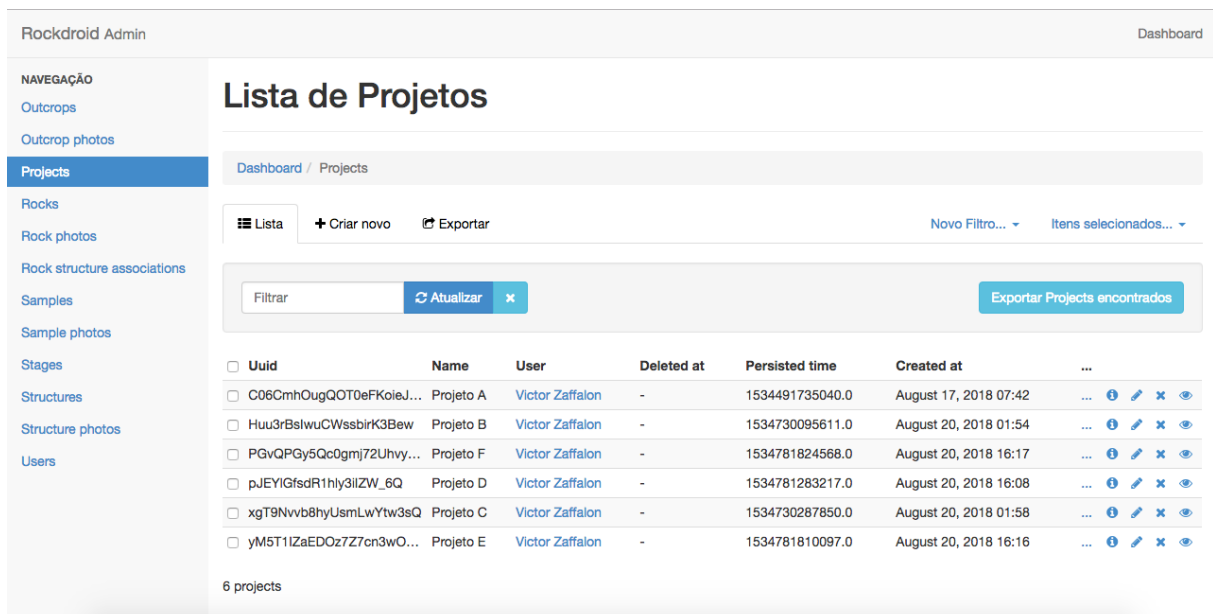 Rockdroid Admin
Dashboard
NAVEGAÇÃO
Outcrops
Outcrop photos
Projects
Rocks
Rock photos
Rock structure associations
Samples
Sample photos
Stages
Structures
Structure photos
Users
Lista de Projetos
Dashboard / Projects
Lista + Criar novo Exportar Novo Filtro... Itens selecionados...
Filtrar Atualizar Exportar Projects encontrados
Uuid Name User Deleted at Persisted time Created at ...
C06CmhOugQOT0eFKoieJ... Projeto A Victor Zaffalon - 1534491735040.0 August 17, 2018 07:42 ...
Huu3rBsIwuCWssbirK3Bew Projeto B Victor Zaffalon - 1534730095611.0 August 20, 2018 01:54 ...
PGvQPGy5Qc0gmj72Uhvy... Projeto F Victor Zaffalon - 1534781824568.0 August 20, 2018 16:17 ...
pJEYIGfsdR1hly3ilZW_6Q Projeto D Victor Zaffalon - 1534781283217.0 August 20, 2018 16:08 ...
xgT9Nvvb8hyUsmLwYtw3sQ Projeto C Victor Zaffalon - 1534730287850.0 August 20, 2018 01:58 ...
yM5T1IZaEDOz7Z7cn3wO... Projeto E Victor Zaffalon - 1534781810097.0 August 20, 2018 16:16 ...
6 projects